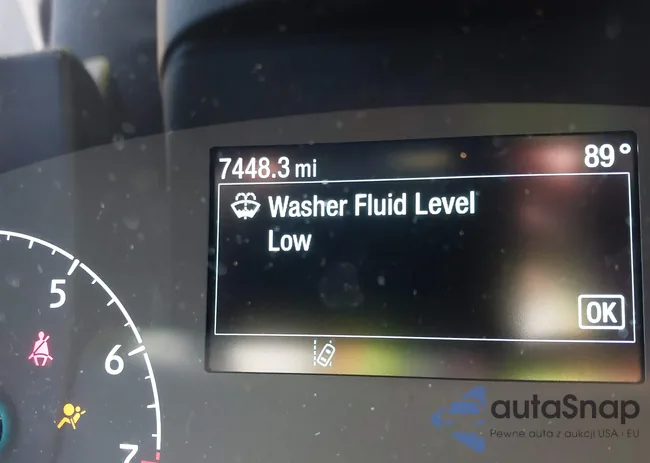 7448.3 mi 89°
Washer Fluid Level
Low
OK
5
6
7
autaSnap
Pewne auta z aukcji USA i EU